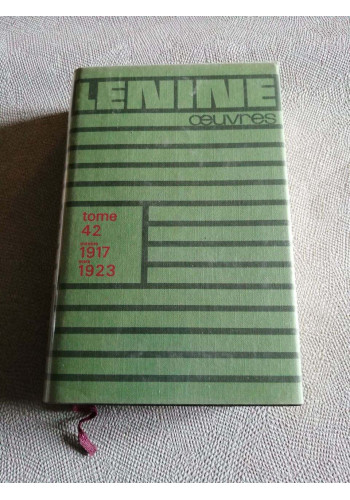 LENINE
œuvres
tome
42
1917
1923